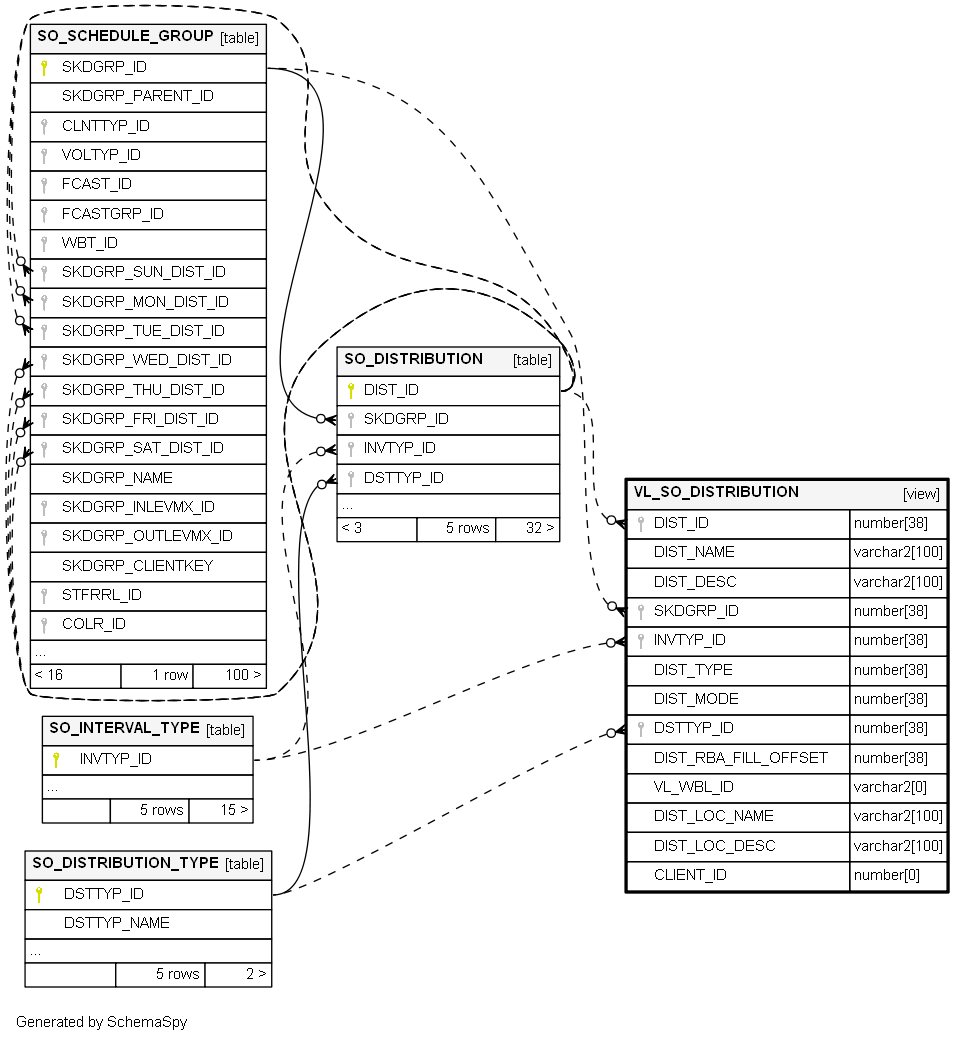 SO_SCHEDULE_GROUP [table]
SKDGRP_ID
SKDGRP_PARENT_ID
CLNTTYP_ID
VOLTYP_ID
FCAST_ID
FCASTGRP_ID
WBT_ID
SKDGRP_SUN_DIST_ID
SKDGRP_MON_DIST_ID
SKDGRP_TUE_DIST_ID
SKDGRP_WED_DIST_ID
SKDGRP_THU_DIST_ID
SKDGRP_FRI_DIST_ID
SKDGRP_SAT_DIST_ID
SKDGRP_NAME
SKDGRP_INLEVMX_ID
SKDGRP_OUTLEVMX_ID
SKDGRP_CLIENTKEY
STFRRL_ID
COLR_ID
...
< 16 1 row 100 >
SO_DISTRIBUTION [table]
DIST_ID
SKDGRP_ID
INVTYP_ID
DSTTYP_ID
...
< 3 5 rows 32 >
VL_SO_DISTRIBUTION [view]
DIST_ID number[38]
DIST_NAME varchar2[100]
DIST_DESC varchar2[100]
SKDGRP_ID number[38]
INVTYP_ID number[38]
DIST_TYPE number[38]
DIST_MODE number[38]
DSTTYP_ID number[38]
DIST_RBA_FILL_OFFSET number[38]
VL_WBL_ID varchar2[0]
DIST_LOC_NAME varchar2[100]
DIST_LOC_DESC varchar2[100]
CLIENT_ID number[0]
SO_INTERVAL_TYPE [table]
INVTYP_ID
...
5 rows 15 >
SO_DISTRIBUTION_TYPE [table]
DSTTYP_ID
DSTTYP_NAME
...
5 rows 2 >
Generated by SchemaSpy